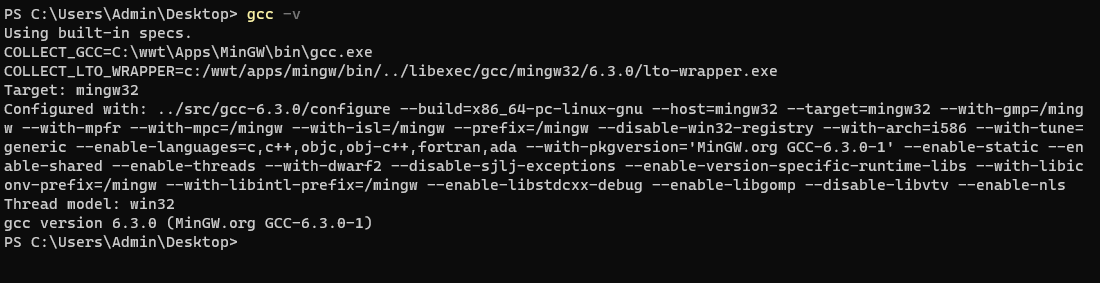 PS C:\Users\Admin\Desktop> gcc -v
Using built-in specs.
COLLECT_GCC=C:\wwt\Apps\MinGW\bin\gcc.exe
COLLECT_LTO_WRAPPER=c:/wwt/apps/mingw/bin/../libexec/gcc/mingw32/6.3.0/lto-wrapper.exe
Target: mingw32
Configured with: ../src/gcc-6.3.0/configure --build=x86_64-pc-linux-gnu --host=mingw32 --target=mingw32 --with-gmp=/ming
w --with-mpfr --with-mpc=/mingw --with-isl=/mingw --prefix=/mingw --disable-win32-registry --with-arch=i586 --with-tune=
generic --enable-languages=c,c++,objc,obj-c++,fortran,ada --with-pkgversion='MinGW.org GCC-6.3.0-1' --enable-static --en
able-shared --enable-threads --with-dwarf2 --disable-sjlj-exceptions --enable-version-specific-runtime-libs --with-libic
onv-prefix=/mingw --with-libintl-prefix=/mingw --enable-libstdcxx-debug --enable-libgomp --disable-libvtv --enable-nls
Thread model: win32
gcc version 6.3.0 (MinGW.org GCC-6.3.0-1)
PS C:\Users\Admin\Desktop>